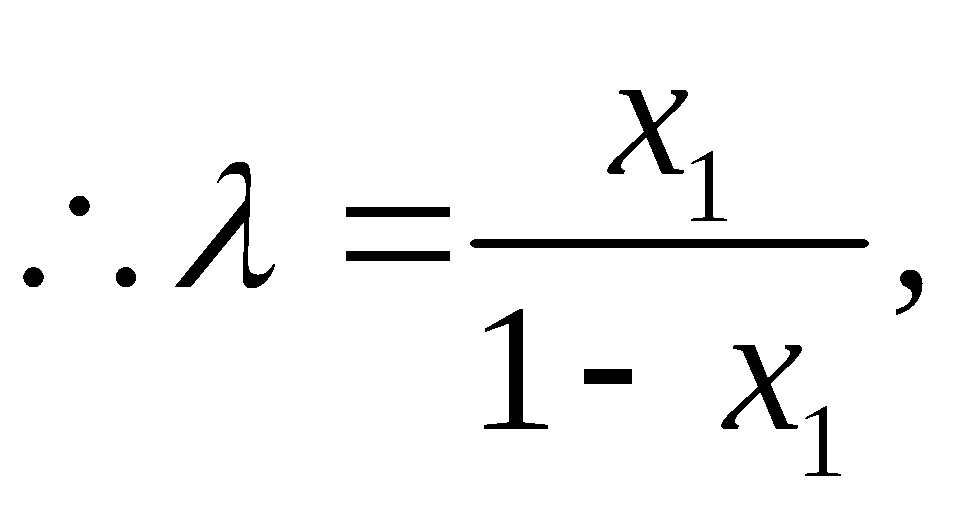 ∴ λ = x₁ / (1 - x₁),